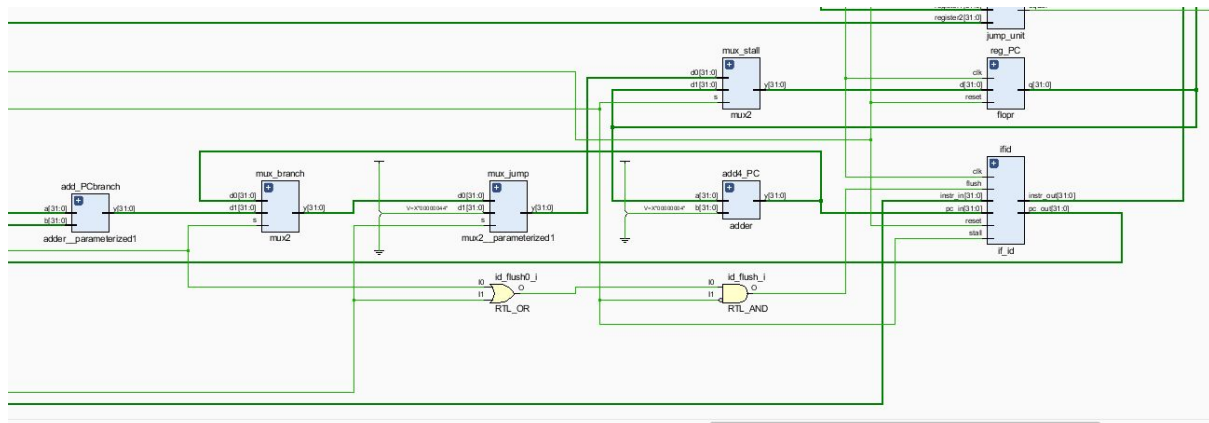 register2[31:0]
jump_unit
mux_stall
d0[31:0]
d1[31:0]
s
y[31:0]
mux2
reg_PC
clk
d[31:0]
reset
q[31:0]
flopr
add_PCbranch
a[31:0]
b[31:0]
y[31:0]
adder__parameterized1
mux_branch
d0[31:0]
d1[31:0]
s
y[31:0]
mux2
mux_jump
d0[31:0]
V=X"00000044"
d1[31:0]
s
y[31:0]
mux2__parameterized1
add4_PC
a[31:0]
V=X"00000004"
b[31:0]
y[31:0]
adder
ifid
clk
flush
instr_in[31:0]
pc_in[31:0]
reset
stall
instr_out[31:0]
pc_out[31:0]
if_id
id_flush0_i
I0
I1
O
RTL_OR
id_flush_i
I0
I1
O
RTL_AND